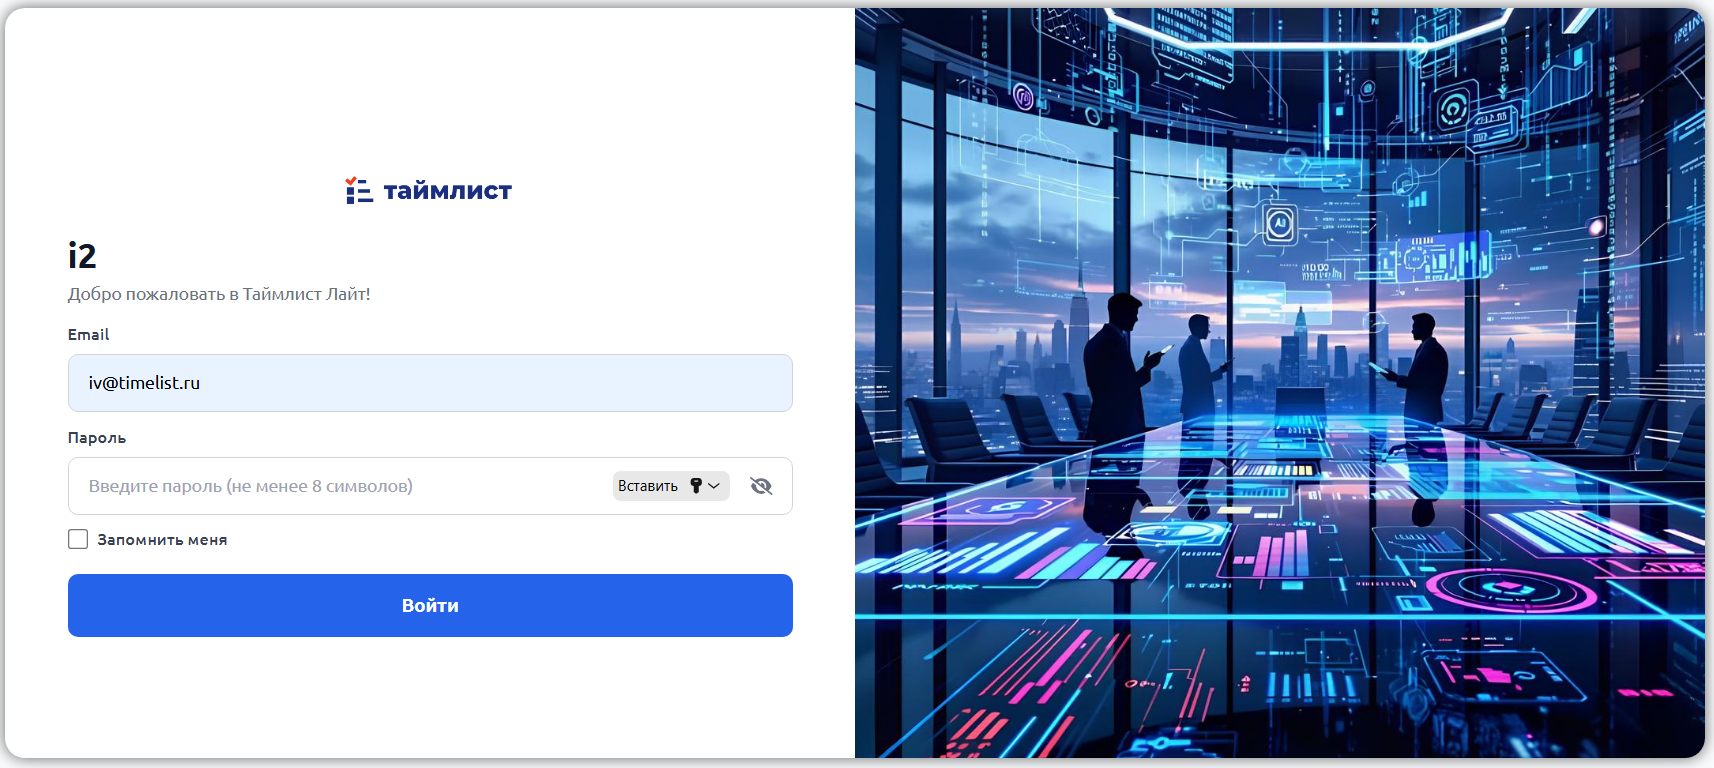 таймлист
i2
Добро пожаловать в Таймлист Лайт!
Email
iv@timelist.ru
Пароль
Введите пароль (не менее 8 символов)
Вставить
Запомнить меня
Войти